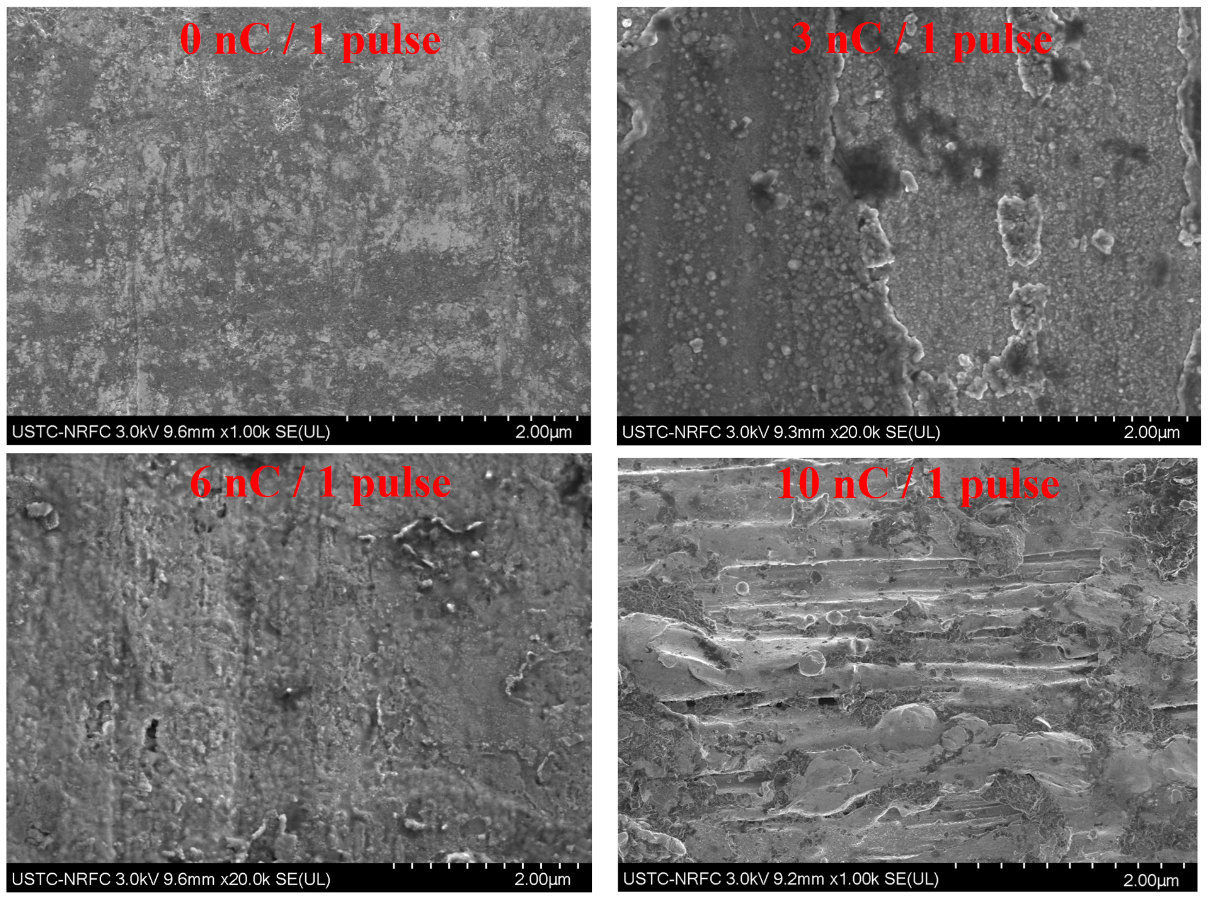 0 nC / 1 pulse
3 nC / 1 pulse
USTC-NRFC 3.0kV 9.6mm x1.00k SE(UL) 2.00µm
USTC-NRFC 3.0kV 9.3mm x20.0k SE(UL) 2.00µm
6 nC / 1 pulse
10 nC / 1 pulse
USTC-NRFC 3.0kV 9.6mm x20.0k SE(UL) 2.00µm
USTC-NRFC 3.0kV 9.2mm x1.00k SE(UL) 2.00µm